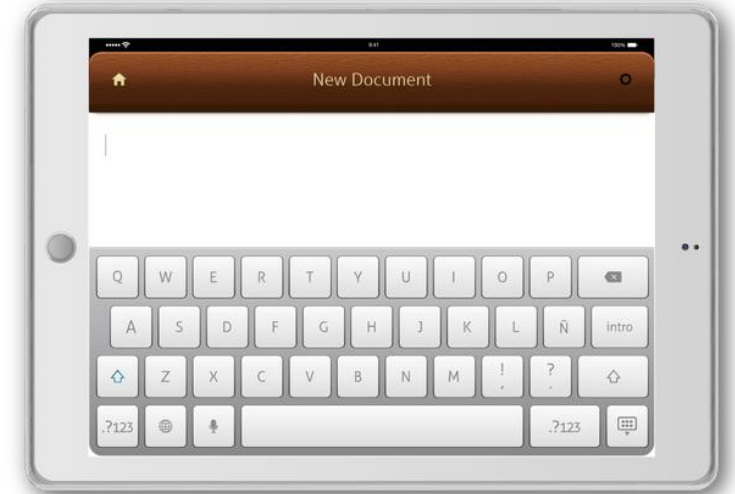 9:41 100%
New Document
Q W E R T Y U I O P
A S D F G H J K L Ñ intro
Z X C V B N M ! , ? .
.?123 .?123